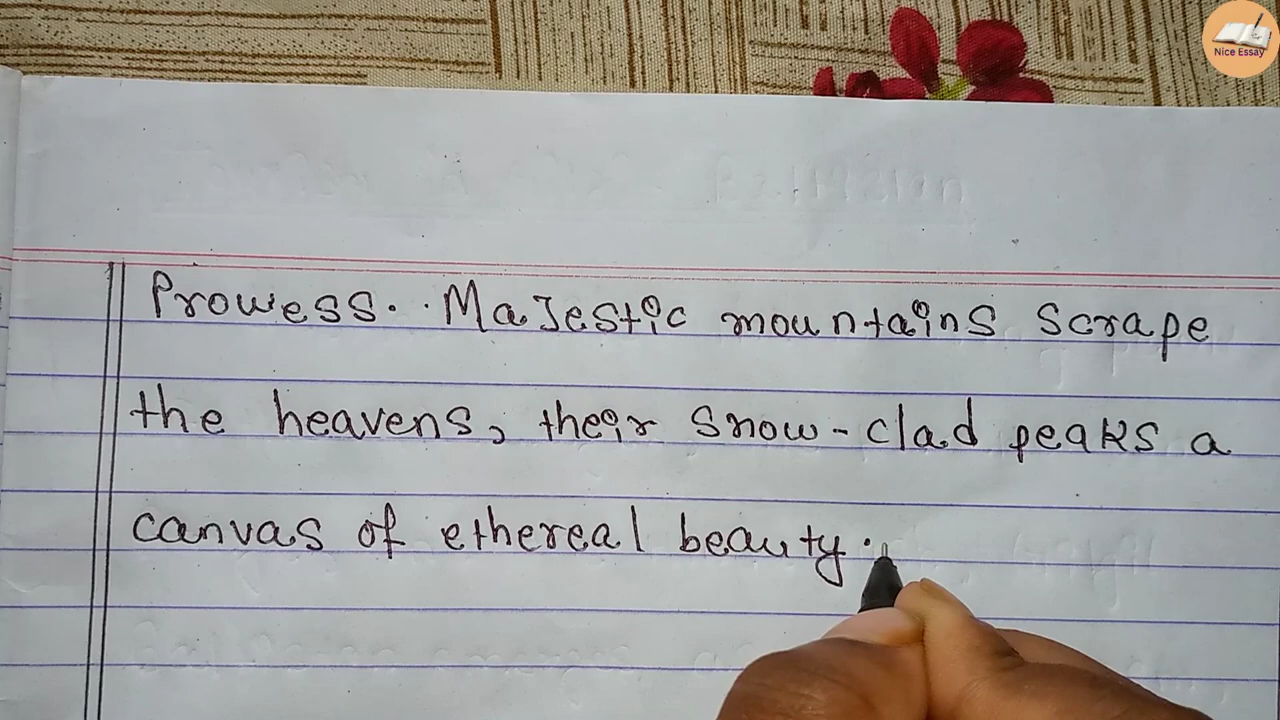 Nice Essay
Prowess. Majestic mountains scrape
the heavens, their snow-clad peaks a
canvas of ethereal beauty.